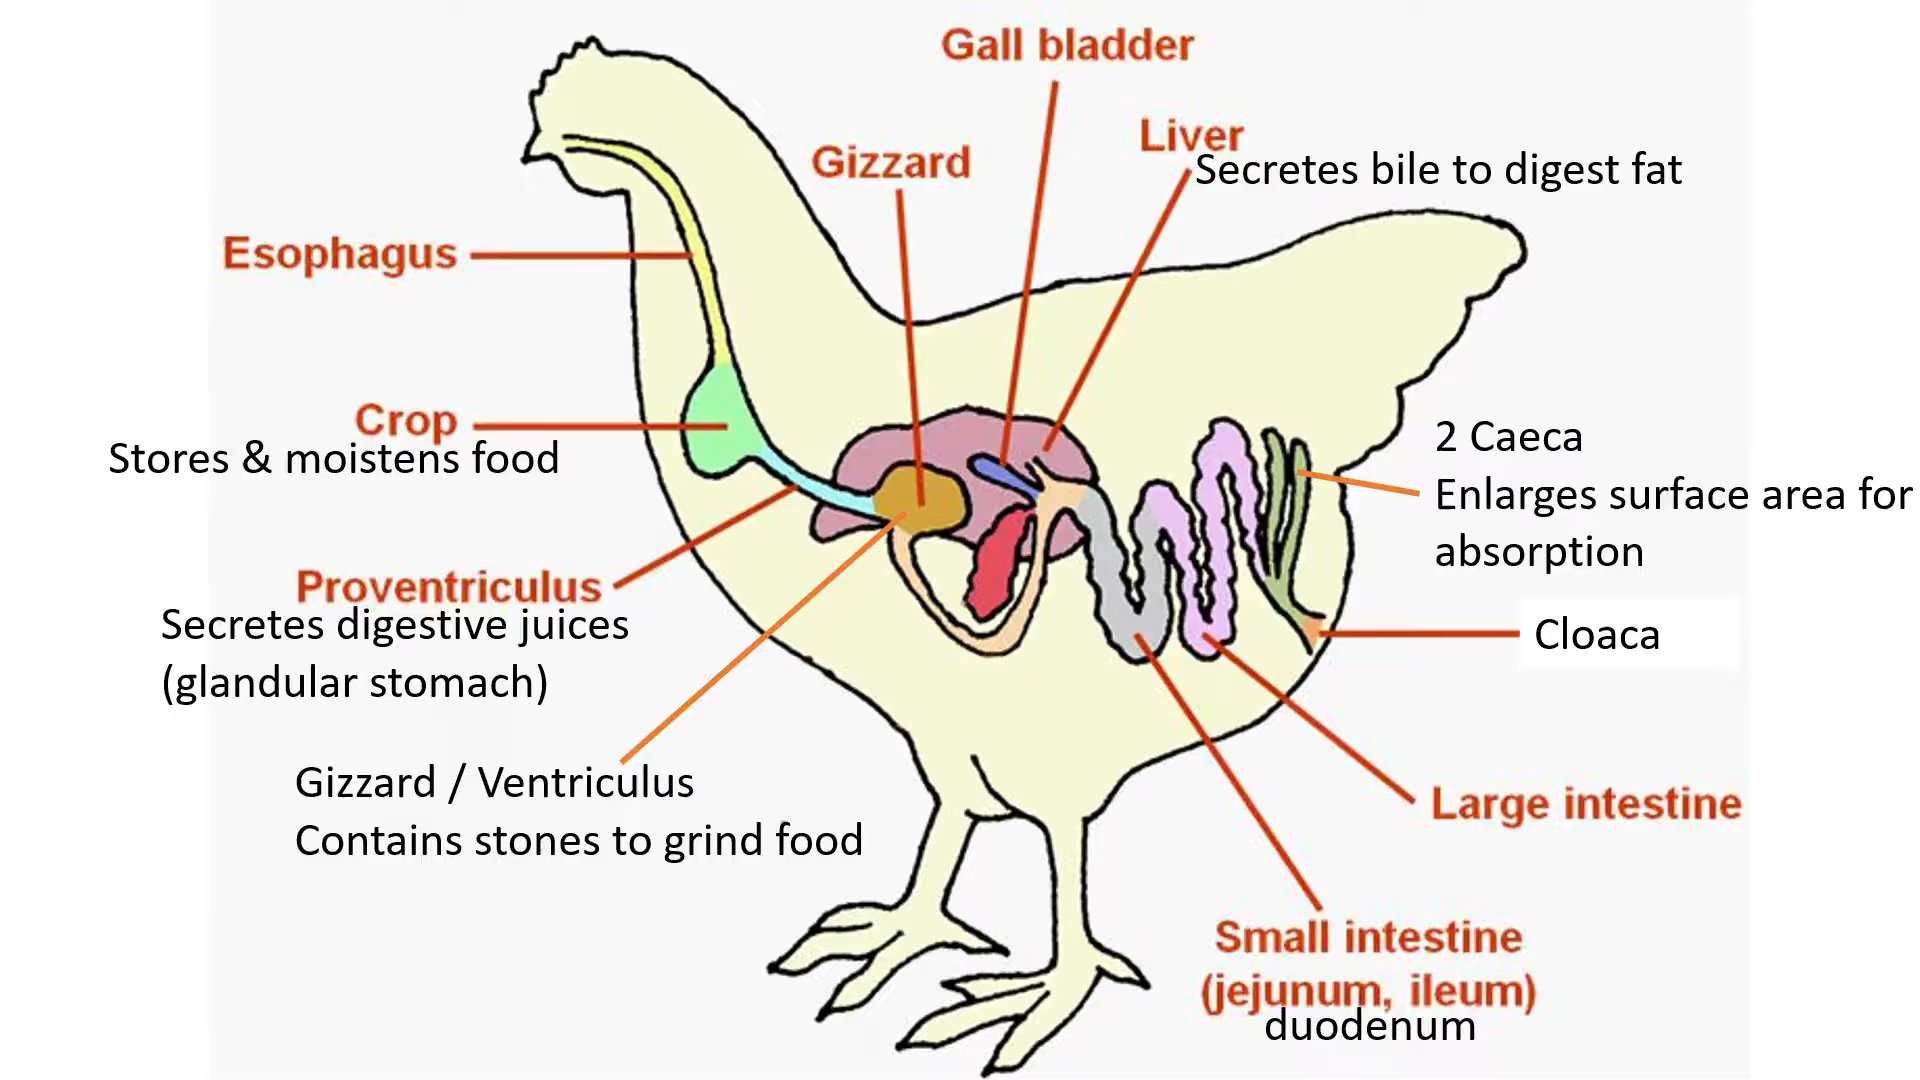 Gall bladder
Liver
Secretes bile to digest fat
Gizzard
Esophagus
Crop
Stores & moistens food
2 Caeca
Enlarges surface area for
absorption
Proventriculus
Secretes digestive juices
(glandular stomach)
Cloaca
Gizzard / Ventriculus
Contains stones to grind food
Large intestine
Small intestine
(jejunum, ileum)
duodenum